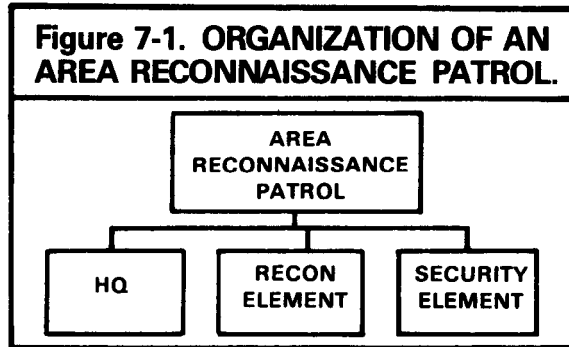 Figure 7-1. ORGANIZATION OF AN
AREA RECONNAISSANCE PATROL.
AREA
RECONNAISSANCE
PATROL
HQ
RECON
ELEMENT
SECURITY
ELEMENT